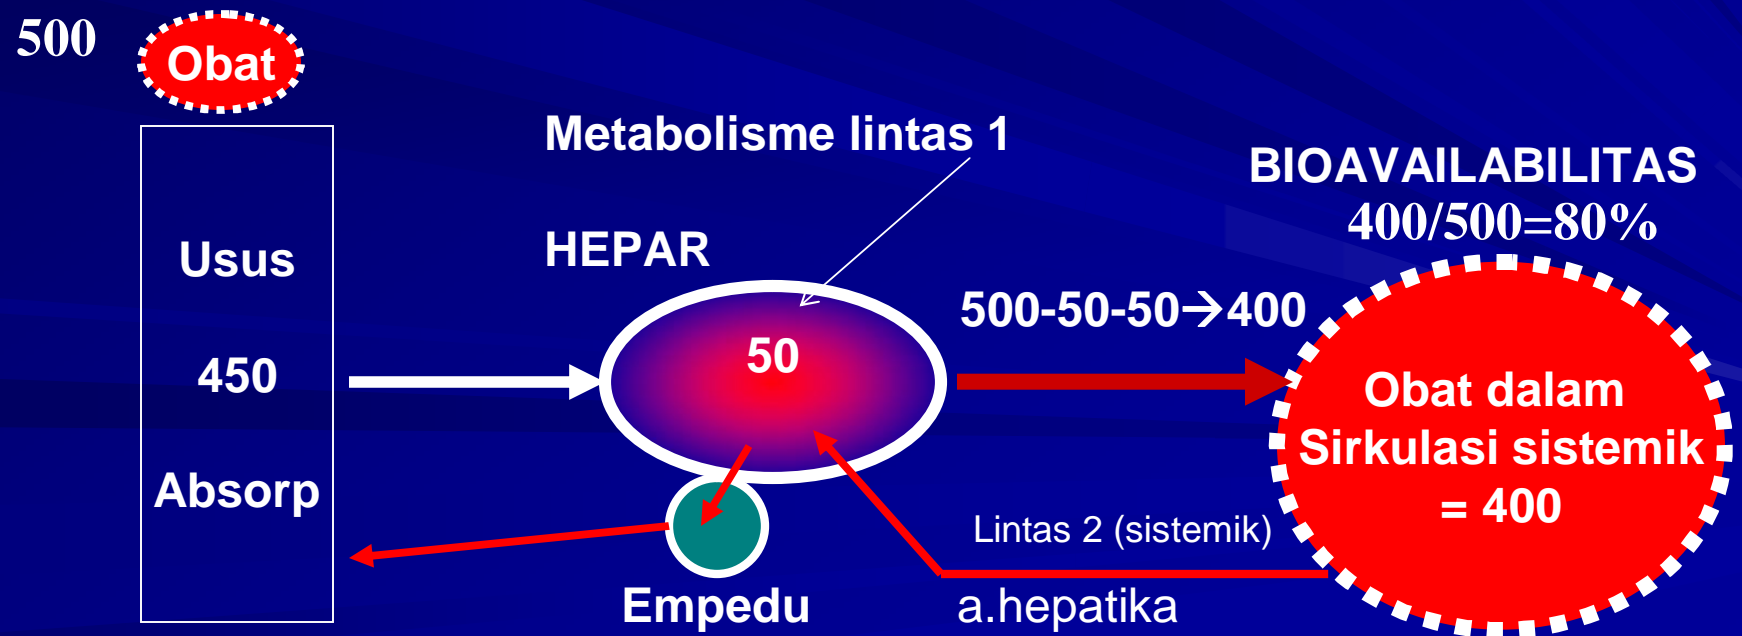 500
Obat
Metabolisme lintas 1
BIOAVAILABILITAS
400/500=80%
HEPAR
Usus
500-50-50→400
50
450
Obat dalam
Sirkulasi sistemik
= 400
Absorp
Lintas 2 (sistemik)
Empedu
a.hepatika